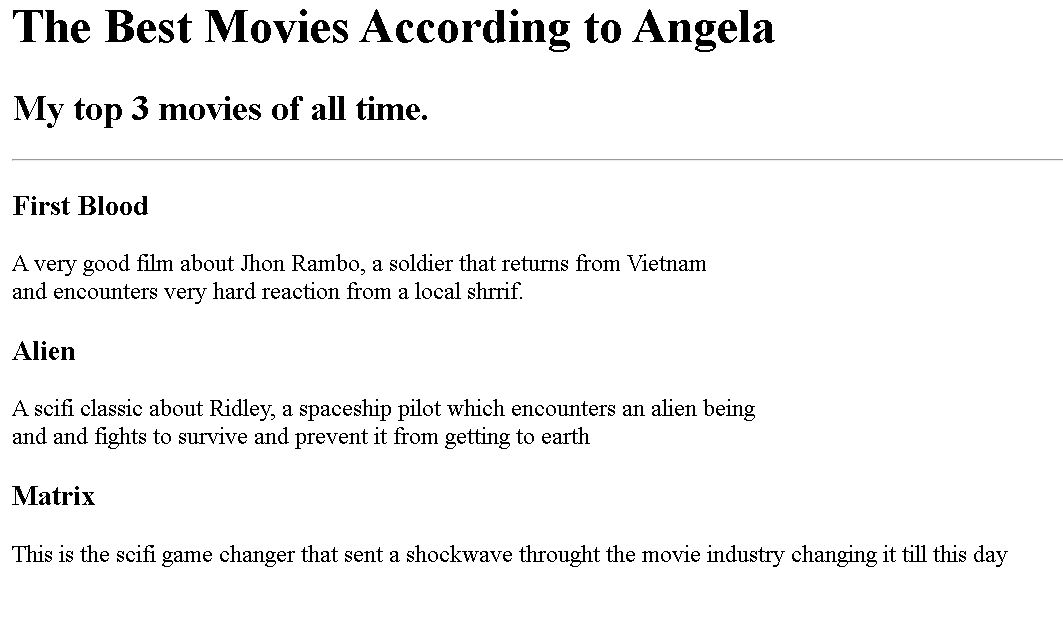 The Best Movies According to Angela
My top 3 movies of all time.
First Blood
A very good film about Jhon Rambo, a soldier that returns from Vietnam
and encounters very hard reaction from a local shrrif.
Alien
A scifi classic about Ridley, a spaceship pilot which encounters an alien being
and and fights to survive and prevent it from getting to earth
Matrix
This is the scifi game changer that sent a shockwave throught the movie industry changing it till this day